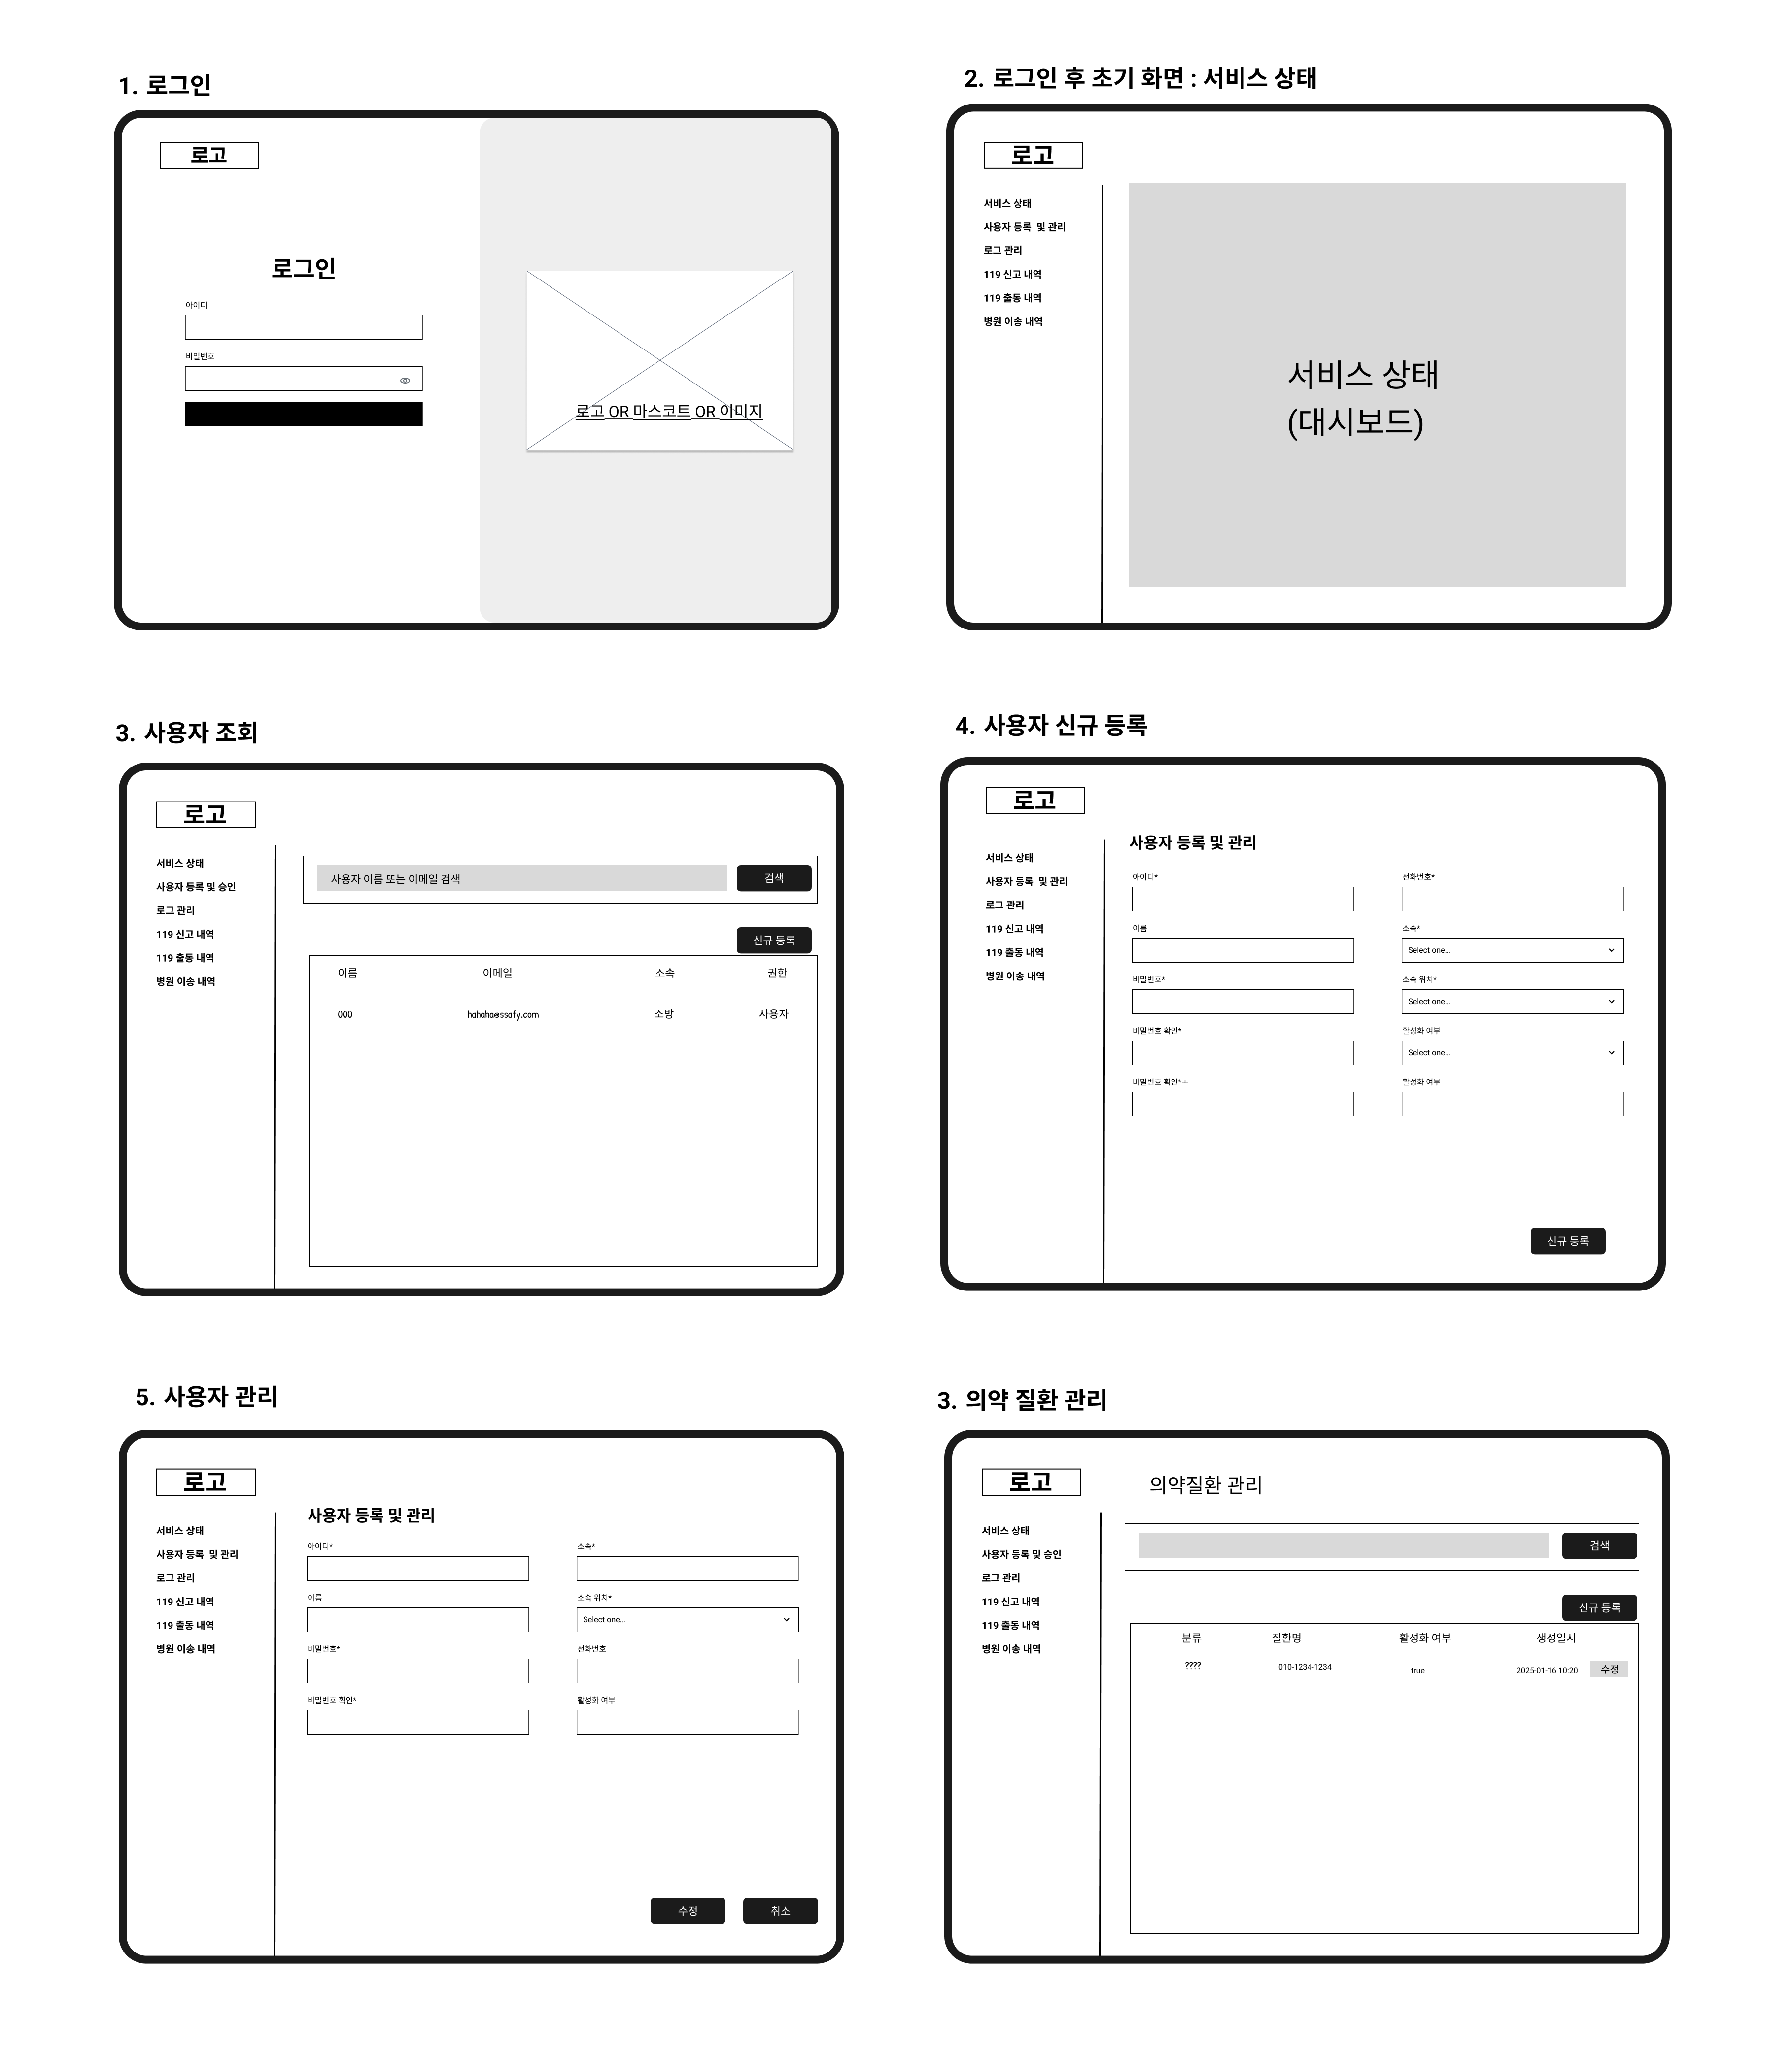 1. 로그인
로고
로그인
아이디
비밀번호
로고 OR 마스코트 OR 이미지
2. 로그인 후 초기 화면 : 서비스 상태
로고
서비스 상태
사용자 등록 및 관리
로그 관리
119 신고 내역
119 출동 내역
병원 이송 내역
서비스 상태
(대시보드)
3. 사용자 조회
로고
서비스 상태
사용자 등록 및 승인
로그 관리
119 신고 내역
119 출동 내역
병원 이송 내역
사용자 이름 또는 이메일 검색
검색
신규 등록
이름 이메일 소속 권한
000 hahaha@ssafy.com 소방 사용자
4. 사용자 신규 등록
로고
서비스 상태
사용자 등록 및 관리
로그 관리
119 신고 내역
119 출동 내역
병원 이송 내역
사용자 등록 및 관리
아이디*
이름
비밀번호*
비밀번호 확인*
비밀번호 확인*ㅗ
전화번호*
소속*
Select one...
소속 위치*
Select one...
활성화 여부
Select one...
활성화 여부
신규 등록
5. 사용자 관리
로고
서비스 상태
사용자 등록 및 관리
로그 관리
119 신고 내역
119 출동 내역
병원 이송 내역
사용자 등록 및 관리
아이디*
이름
비밀번호*
비밀번호 확인*
소속*
소속 위치*
Select one...
전화번호
활성화 여부
수정
취소
3. 의약 질환 관리
로고
서비스 상태
사용자 등록 및 승인
로그 관리
119 신고 내역
119 출동 내역
병원 이송 내역
의약질환 관리
검색
신규 등록
분류 질환명 활성화 여부 생성일시
???? 010-1234-1234 true 2025-01-16 10:20 수정